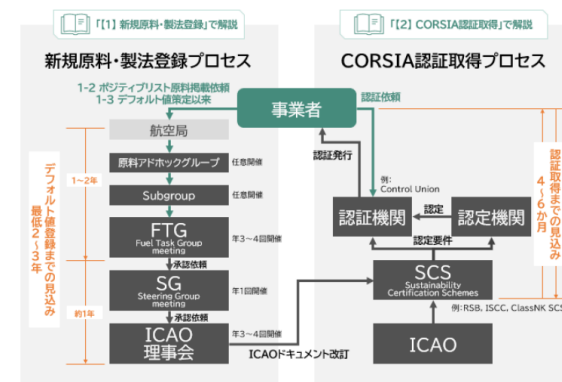 「【1】 新規原料・製法登録」で解説
「【2】 CORSIA認証取得」で解説
新規原料・製法登録プロセス
CORSIA認証取得プロセス
1-2 ポジティブリスト原料掲載依頼
1-3 デフォルト値策定以来
事業者
認証依頼
航空局
認証発行
原料アドホックグループ
任意開催
例:
Control Union
1~2年
Subgroup
任意開催
認証機関
認定
認定機関
認証取得までの見込み
4~6か月
デフォルト値登録までの見込み
最低2~3年
FTG
Fuel Task Group
meeting
年3~4回開催
認定要件
承認依頼
SG
Steering Group
meeting
年1回開催
SCS
Sustainability
Certification Schemes
約1年
承認依頼
例:RSB, ISCC, ClassNK SCS
ICAO
理事会
年3~4回開催
ICAOドキュメント改訂
ICAO